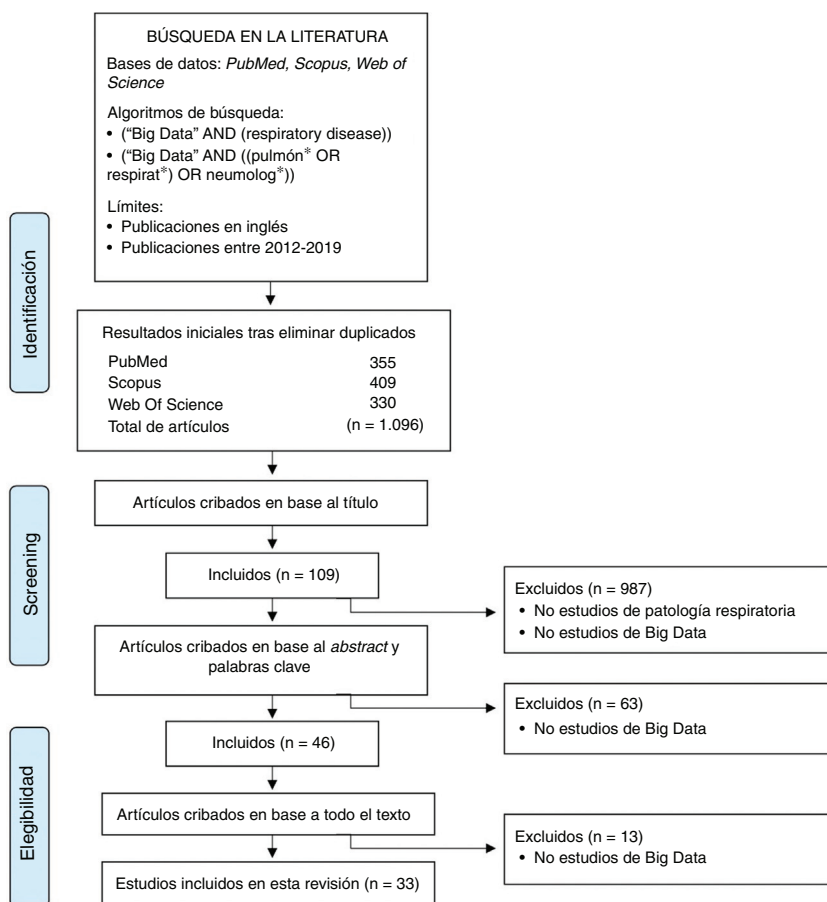 BÚSQUEDA EN LA LITERATURA
Bases de datos: PubMed, Scopus, Web of
Science
Algoritmos de búsqueda:
• (“Big Data” AND (respiratory disease))
• (“Big Data” AND ((pulmón* OR
respirat*) OR neumolog*))
Límites:
• Publicaciones en inglés
• Publicaciones entre 2012-2019
Identificación
Resultados iniciales tras eliminar duplicados
PubMed 355
Scopus 409
Web Of Science 330
Total de artículos (n = 1.096)
Screening
Artículos cribados en base al título
Incluidos (n = 109)
Excluidos (n = 987)
• No estudios de patología respiratoria
• No estudios de Big Data
Artículos cribados en base al abstract y
palabras clave
Excluidos (n = 63)
• No estudios de Big Data
Incluidos (n = 46)
Elegibilidad
Artículos cribados en base a todo el texto
Excluidos (n = 13)
• No estudios de Big Data
Estudios incluidos en esta revisión (n = 33)